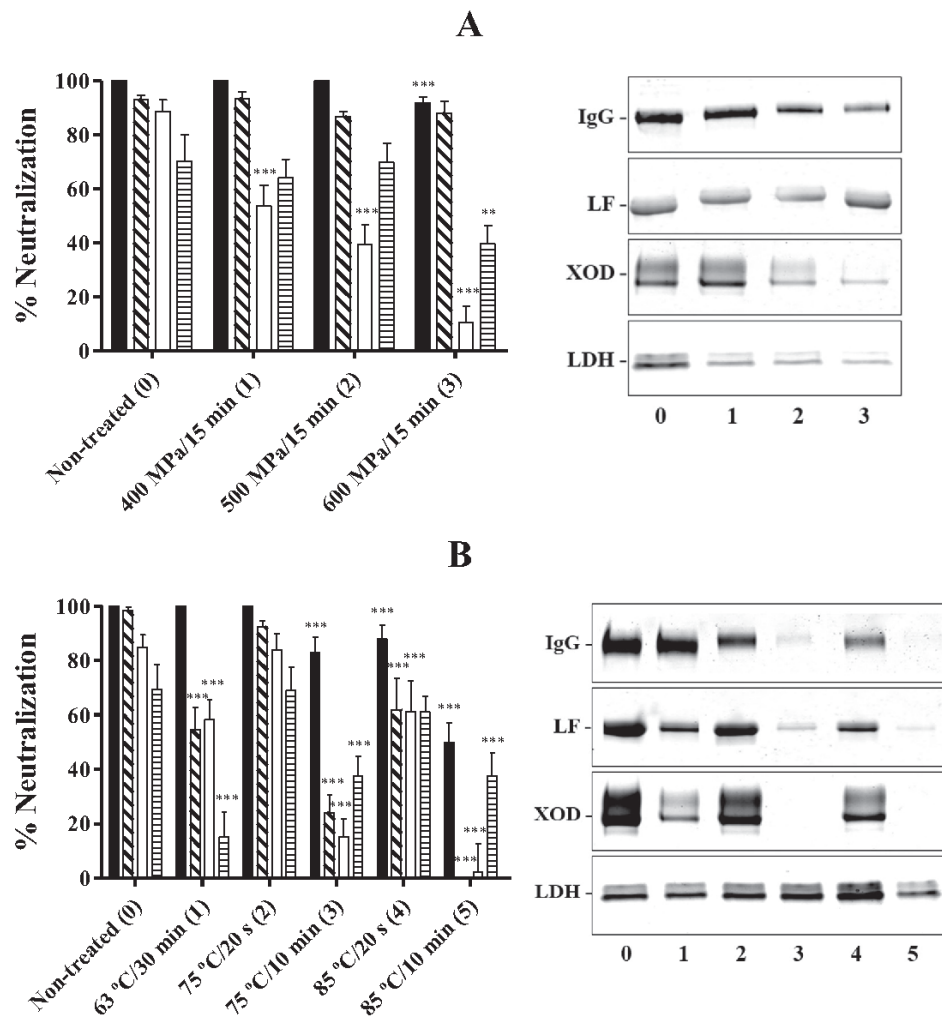 A
% Neutralization
100
80
60
40
20
0
***
***
***
***
**
Non-treated (0)
400 MPa/15 min (1)
500 MPa/15 min (2)
600 MPa/15 min (3)
IgG -
LF -
XOD -
LDH -
0 1 2 3
B
% Neutralization
100
80
60
40
20
0
***
***
***
***
***
***
***
***
***
***
***
***
***
Non-treated (0)
63 ºC/30 min (1)
75 ºC/20 s (2)
75 ºC/10 min (3)
85 ºC/20 s (4)
85 ºC/10 min (5)
IgG -
LF -
XOD -
LDH -
0 1 2 3 4 5